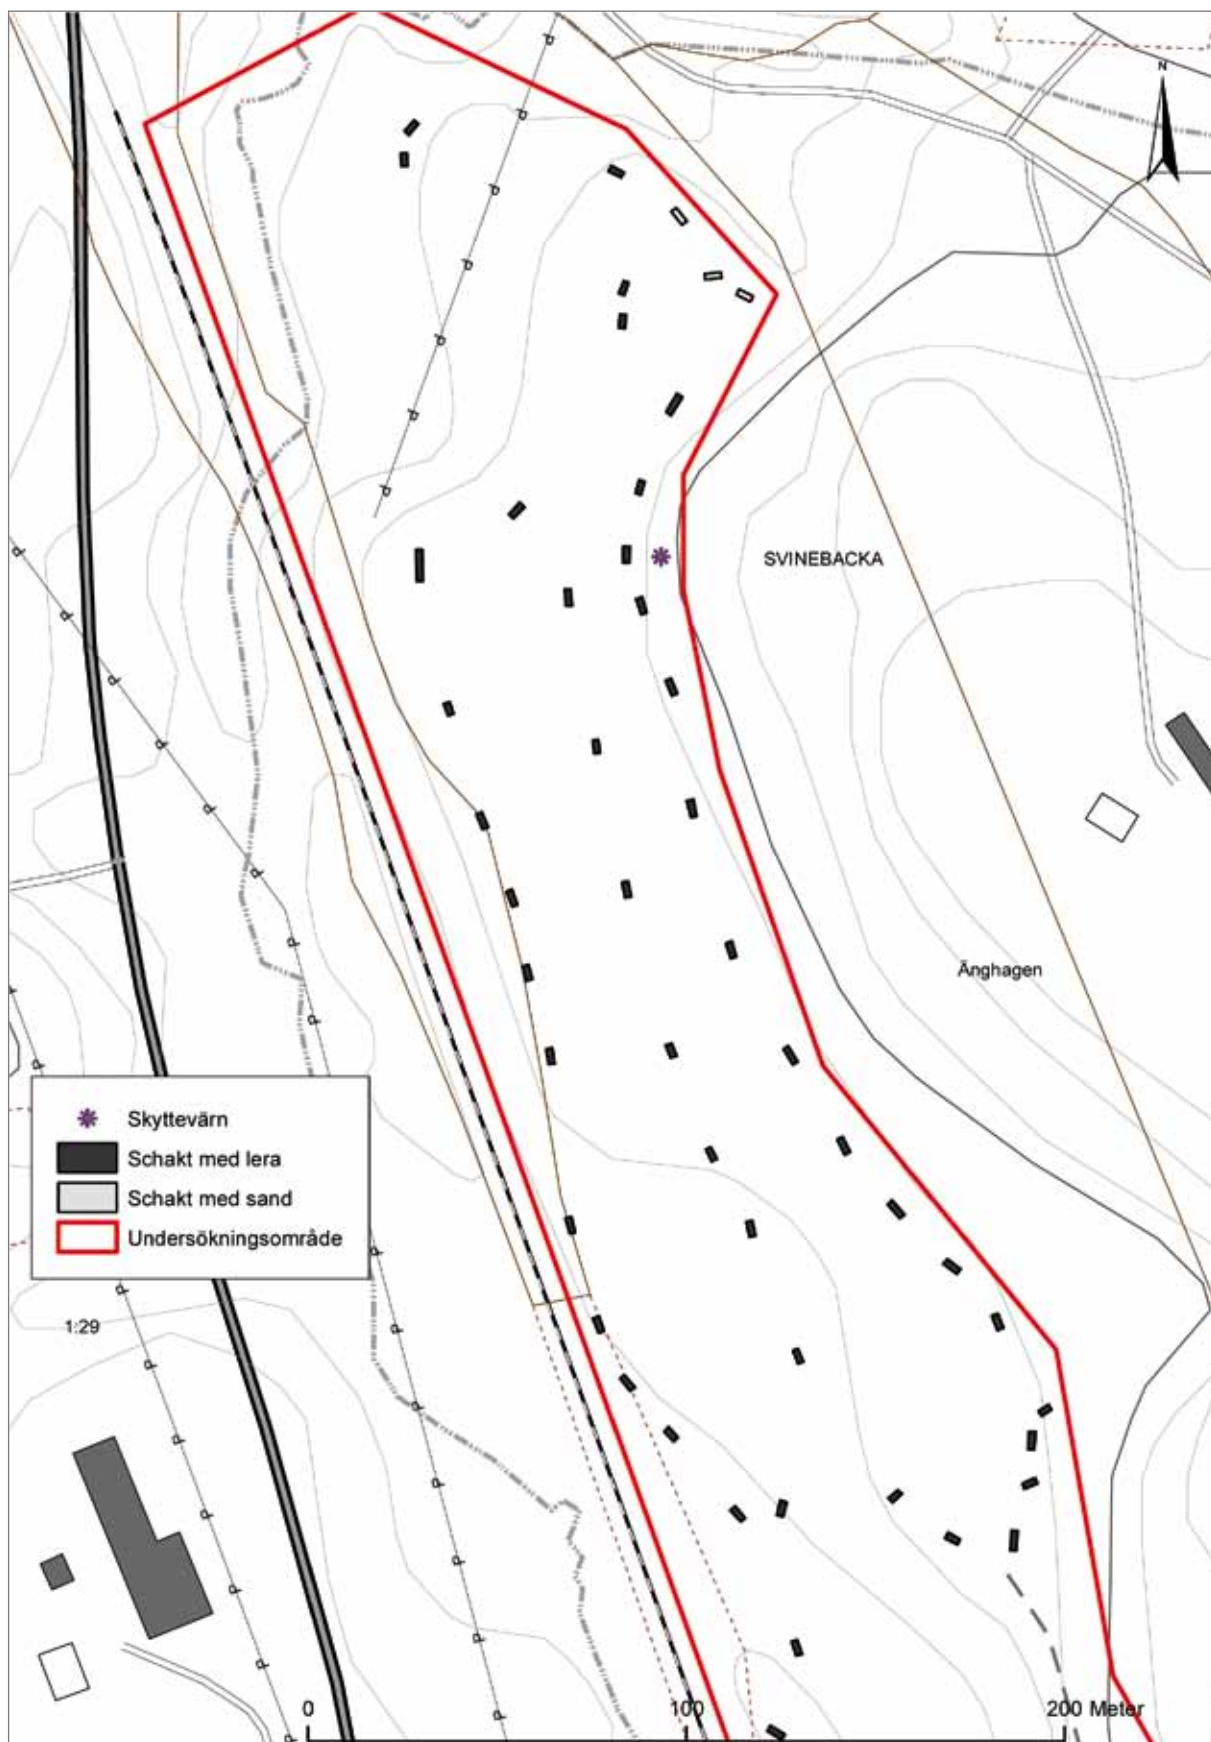 N
SVINEBACKA
Änghagen
Skyttevärn
Schakt med lera
Schakt med sand
Undersökningsområde
1:29
0 100 200 Meter